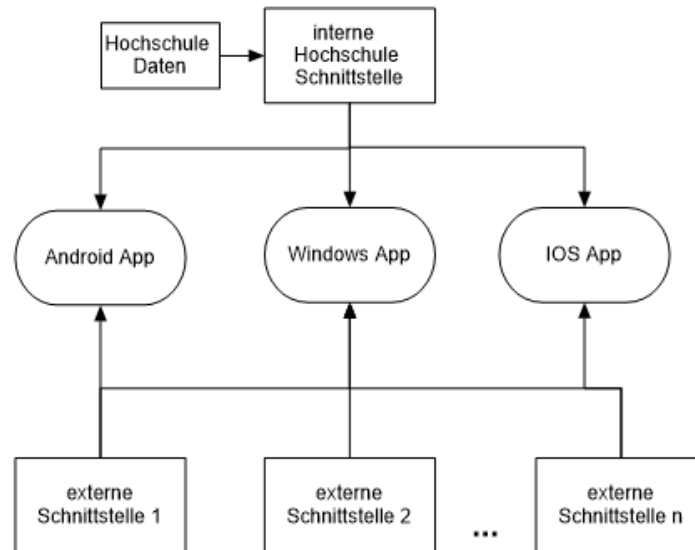 Hochschule
Daten
interne
Hochschule
Schnittstelle
Android App
Windows App
IOS App
externe
Schnittstelle 1
externe
Schnittstelle 2
...
externe
Schnittstelle n